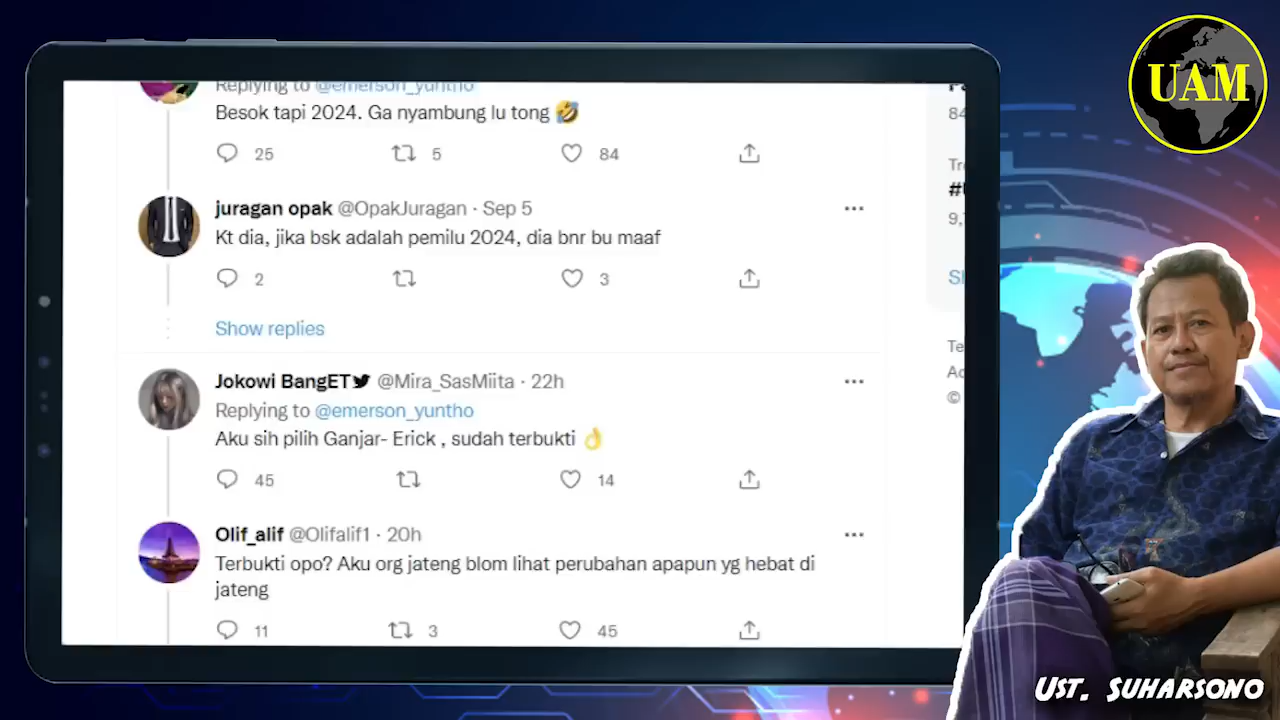 UAM
Replying to @emerson_yuntho
Besok tapi 2024. Ga nyambung lu tong 🤣
25 5 84
juragan opak @OpakJuragan · Sep 5 ···
Kt dia, jika bsk adalah pemilu 2024, dia bnr bu maaf
2 3
Show replies
Jokowi BangET @Mira_SasMiita · 22h ···
Replying to @emerson_yuntho
Aku sih pilih Ganjar- Erick , sudah terbukti 👌
45 14
Olif_alif @Olifalif1 · 20h ···
Terbukti opo? Aku org jateng blom lihat perubahan apapun yg hebat di
jateng
11 3 45
84
©
UST. SUHARSONO